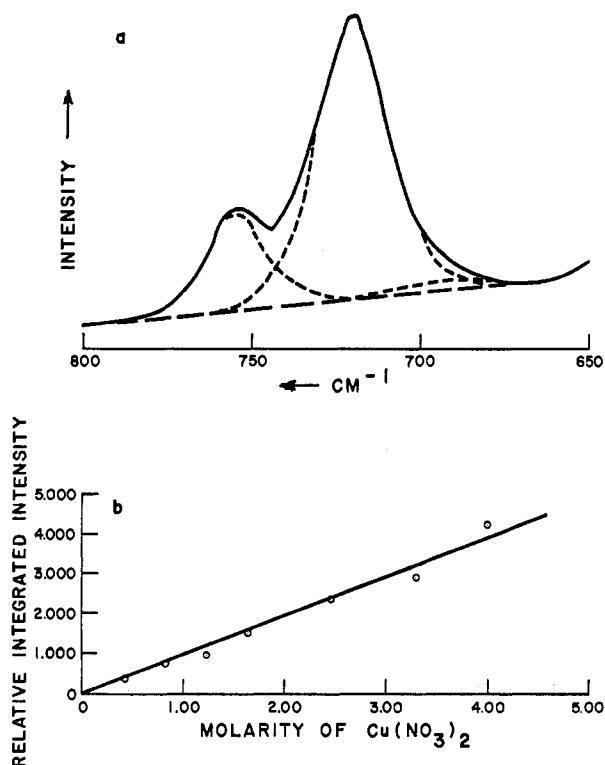 a
INTENSITY
800 750 700 650
CM-1
b
RELATIVE INTEGRATED INTENSITY
5.000
4.000
3.000
2.000
1.000
0
0 1.00 2.00 3.00 4.00 5.00
MOLARITY OF Cu(NO3)2